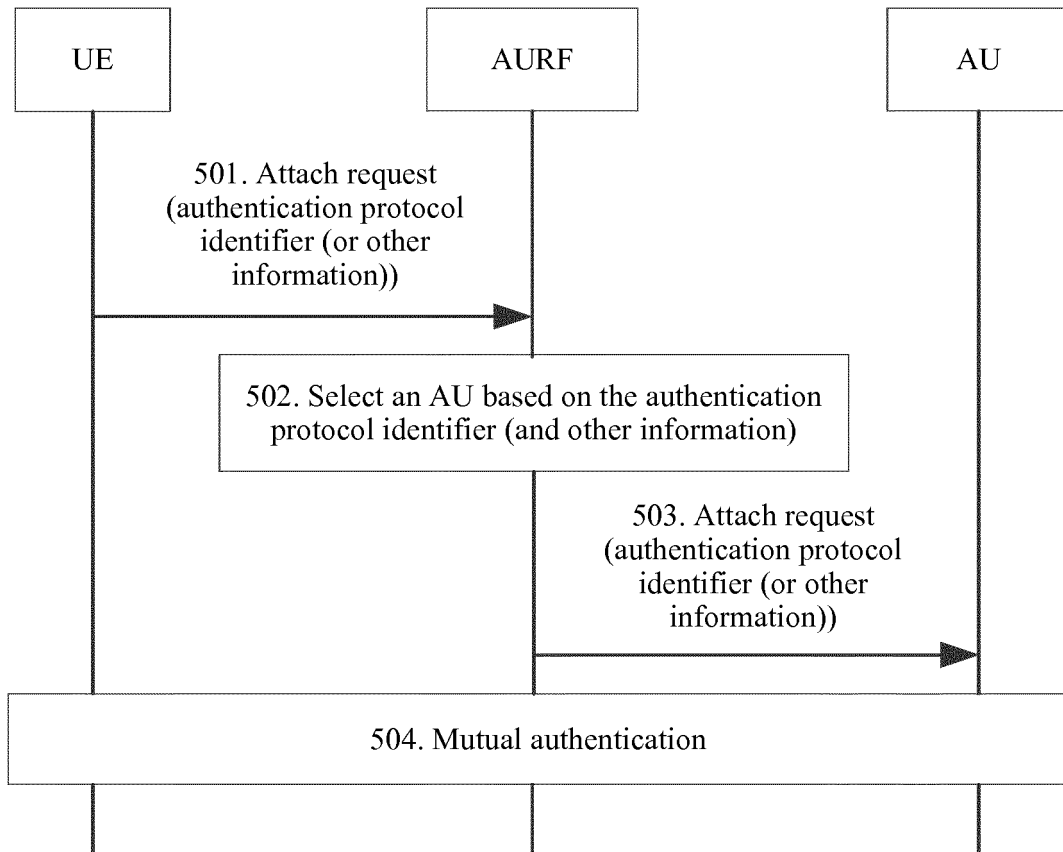 UE
AURF
AU
501. Attach request
(authentication protocol
identifier (or other
information))
502. Select an AU based on the authentication
protocol identifier (and other information)
503. Attach request
(authentication protocol
identifier (or other
information))
504. Mutual authentication